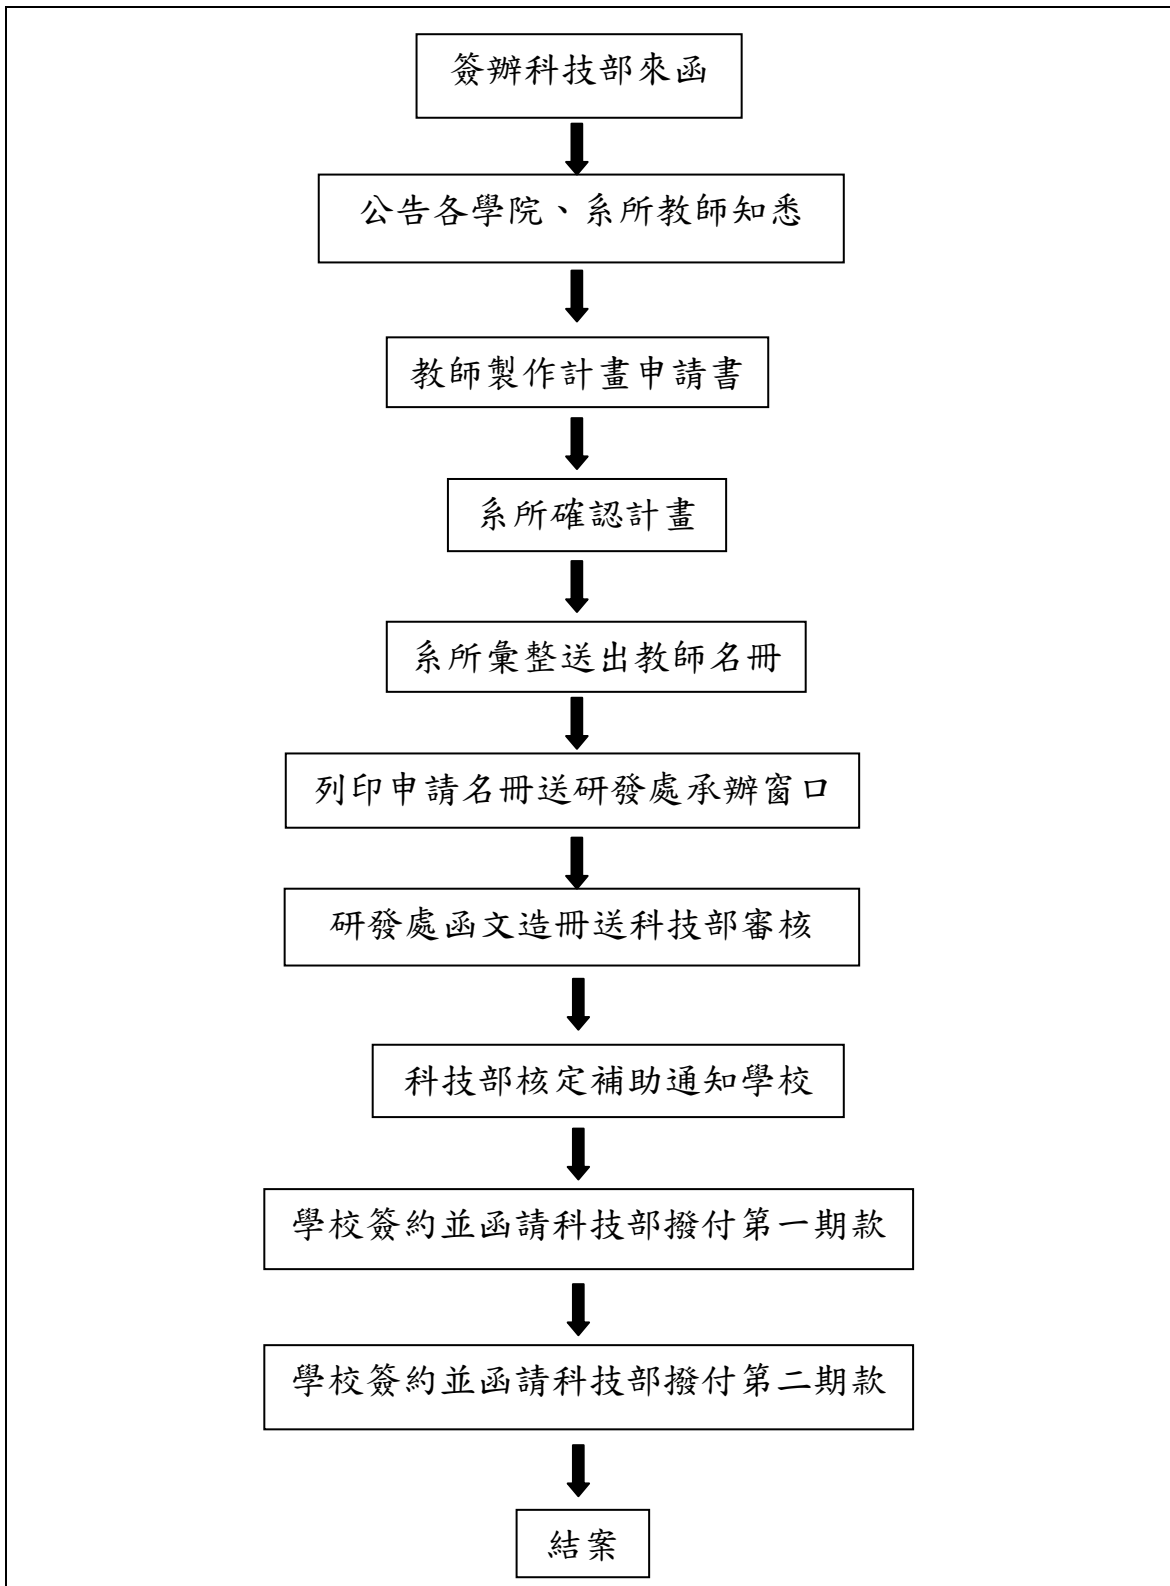 簽辦科技部來函
公告各學院、系所教師知悉
教師製作計畫申請書
系所確認計畫
系所彙整送出教師名冊
列印申請名冊送研發處承辦窗口
研發處函文造冊送科技部審核
科技部核定補助通知學校
學校簽約並函請科技部撥付第一期款
學校簽約並函請科技部撥付第二期款
結案